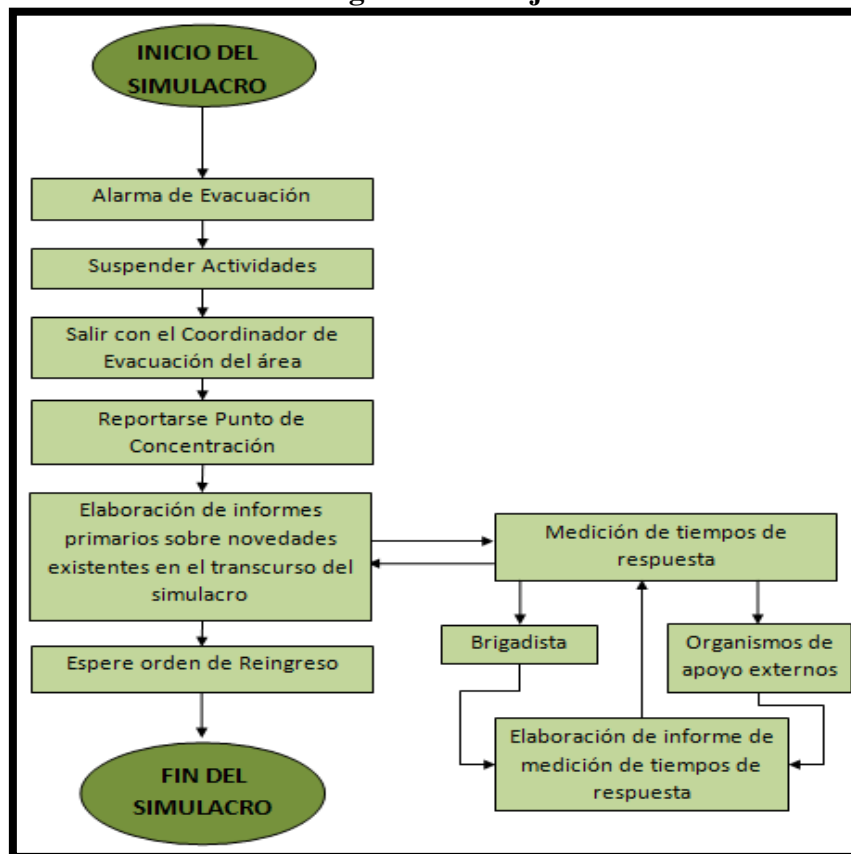 INICIO DEL
SIMULACRO
Alarma de Evacuación
Suspender Actividades
Salir con el Coordinador de
Evacuación del área
Reportarse Punto de
Concentración
Elaboración de informes
primarios sobre novedades
existentes en el transcurso del
simulacro
Espere orden de Reingreso
FIN DEL
SIMULACRO
Medición de tiempos de
respuesta
Brigadista
Organismos de
apoyo externos
Elaboración de informe de
medición de tiempos de
respuesta